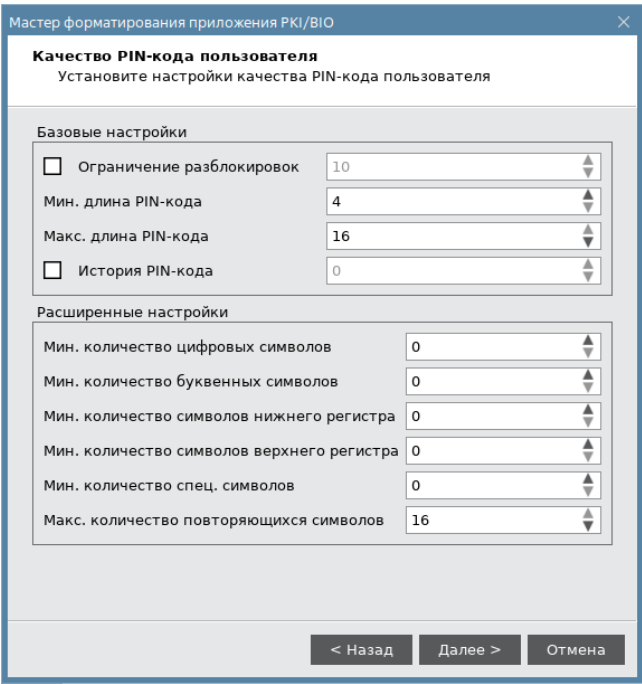 Мастер форматирования приложения PKI/BIO
Качество PIN-кода пользователя
Установите настройки качества PIN-кода пользователя
Базовые настройки
Ограничение разблокировок 10
Мин. длина PIN-кода 4
Макс. длина PIN-кода 16
История PIN-кода 0
Расширенные настройки
Мин. количество цифровых символов 0
Мин. количество буквенных символов 0
Мин. количество символов нижнего регистра 0
Мин. количество символов верхнего регистра 0
Мин. количество спец. символов 0
Макс. количество повторяющихся символов 16
< Назад Далее > Отмена